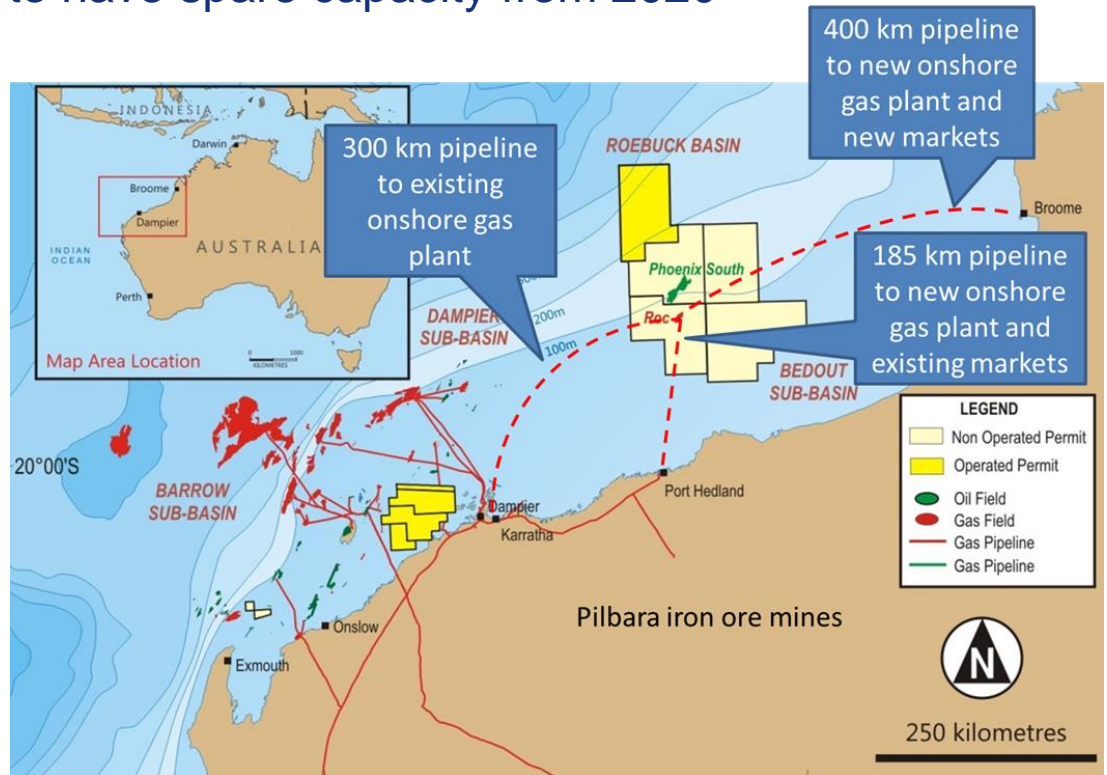 to have spare capacity from 2020
400 km pipeline
to new onshore
gas plant and
new markets
INDONESIA
Darwin
Broome
Dampier
INDIAN
OCEAN
AUSTRALIA
Perth
Map Area Location
0
1000
KILOMETRES
300 km pipeline
to existing
onshore gas
plant
ROEBUCK BASIN
Broome
Phoenix South
Roc
185 km pipeline
to new onshore
gas plant and
existing markets
DAMPIER
SUB-BASIN
200m
100m
BEDOUT
SUB-BASIN
20°00'S
BARROW
SUB-BASIN
Dampier
Karratha
Port Hedland
Onslow
Exmouth
Pilbara iron ore mines
LEGEND
Non Operated Permit
Operated Permit
Oil Field
Gas Field
Gas Pipeline
Gas Pipeline
N
250 kilometres